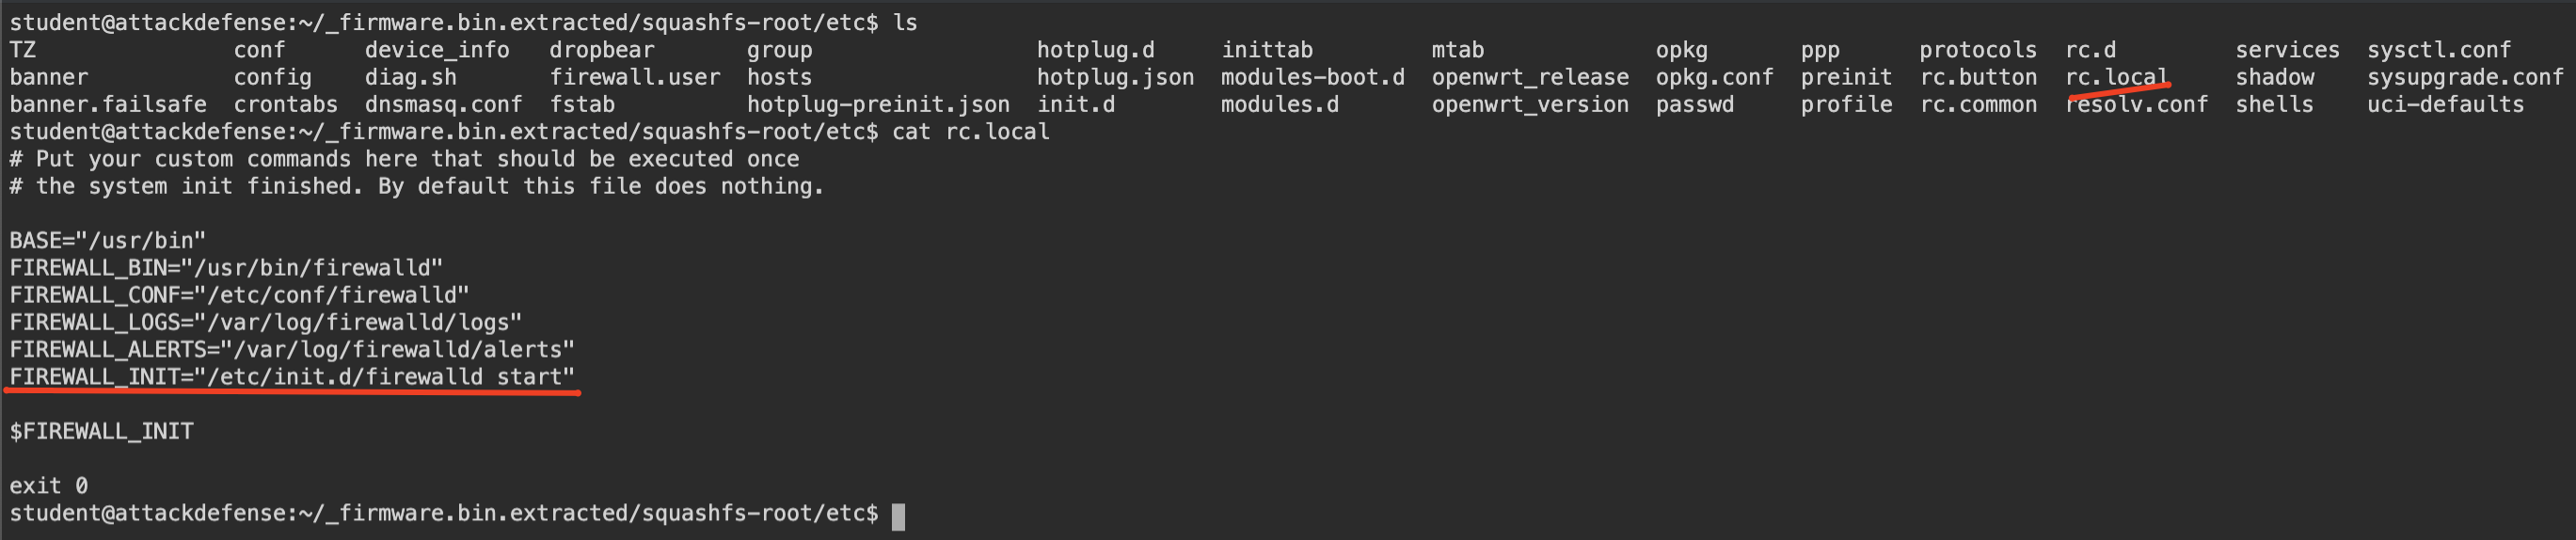 student@attackdefense:~/_firmware.bin.extracted/squashfs-root/etc$ ls
TZ conf device_info dropbear group hotplug.d inittab mtab opkg ppp protocols rc.d services sysctl.conf
banner config diag.sh firewall.user hosts hotplug.json modules-boot.d openwrt_release opkg.conf preinit rc.button rc.local shadow sysupgrade.conf
banner.failsafe crontabs dnsmasq.conf fstab hotplug-preinit.json init.d modules.d openwrt_version passwd profile rc.common resolv.conf shells uci-defaults
student@attackdefense:~/_firmware.bin.extracted/squashfs-root/etc$ cat rc.local
# Put your custom commands here that should be executed once
# the system init finished. By default this file does nothing.
BASE="/usr/bin"
FIREWALL_BIN="/usr/bin/firewalld"
FIREWALL_CONF="/etc/conf/firewalld"
FIREWALL_LOGS="/var/log/firewalld/logs"
FIREWALL_ALERTS="/var/log/firewalld/alerts"
FIREWALL_INIT="/etc/init.d/firewalld start"
$FIREWALL_INIT
exit 0
student@attackdefense:~/_firmware.bin.extracted/squashfs-root/etc$